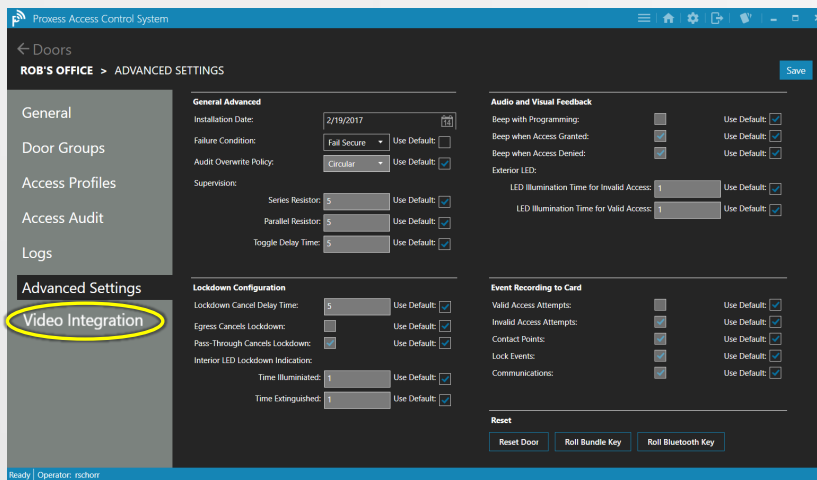 Proxess Access Control System
Doors
ROB'S OFFICE > ADVANCED SETTINGS
Save
General
Door Groups
Access Profiles
Access Audit
Logs
Advanced Settings
Video Integration
General Advanced
Installation Date: 2/19/2017 14
Failure Condition: Fail Secure Use Default:
Audit Overwrite Policy: Circular Use Default:
Supervision:
Series Resistor: 5 Use Default:
Parallel Resistor: 5 Use Default:
Toggle Delay Time: 5 Use Default:
Lockdown Configuration
Lockdown Cancel Delay Time: 5 Use Default:
Egress Cancels Lockdown: Use Default:
Pass-Through Cancels Lockdown: Use Default:
Interior LED Lockdown Indication:
Time Illuminiated: 1 Use Default:
Time Extinguished: 1 Use Default:
Audio and Visual Feedback
Beep with Programming: Use Default:
Beep when Access Granted: Use Default:
Beep when Access Denied: Use Default:
Exterior LED:
LED Illumination Time for Invalid Access: 1 Use Default:
LED Illumination Time for Valid Access: 1 Use Default:
Event Recording to Card
Valid Access Attempts: Use Default:
Invalid Access Attempts: Use Default:
Contact Points: Use Default:
Lock Events: Use Default:
Communications: Use Default:
Reset
Reset Door Roll Bundle Key Roll Bluetooth Key
Ready Operator: rschorr